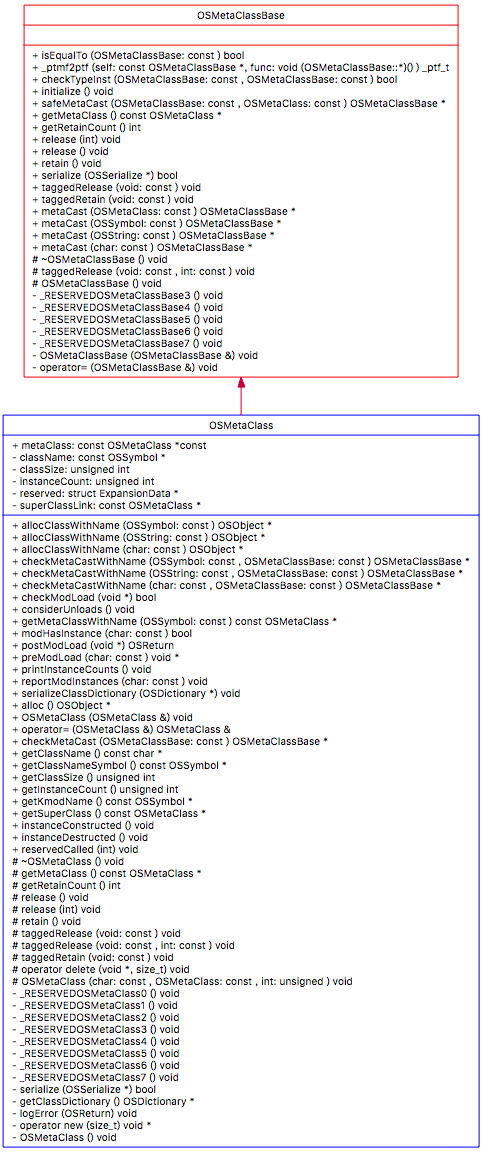 OSMetaClassBase
+ isEqualTo (OSMetaClassBase: const ) bool
+ _ptmf2ptf (self: const OSMetaClassBase *, func: void (OSMetaClassBase::*)() ) _ptf_t
+ checkTypeInst (OSMetaClassBase: const , OSMetaClassBase: const ) bool
+ initialize () void
+ safeMetaCast (OSMetaClassBase: const , OSMetaClass: const ) OSMetaClassBase *
+ getMetaClass () const OSMetaClass *
+ getRetainCount () int
+ release (int) void
+ release () void
+ retain () void
+ serialize (OSSerialize *) bool
+ taggedRelease (void: const ) void
+ taggedRetain (void: const ) void
+ metaCast (OSMetaClass: const ) OSMetaClassBase *
+ metaCast (OSSymbol: const ) OSMetaClassBase *
+ metaCast (OSString: const ) OSMetaClassBase *
+ metaCast (char: const ) OSMetaClassBase *
# ~OSMetaClassBase () void
# taggedRelease (void: const , int: const ) void
# OSMetaClassBase () void
- _RESERVEDOSMetaClassBase3 () void
- _RESERVEDOSMetaClassBase4 () void
- _RESERVEDOSMetaClassBase5 () void
- _RESERVEDOSMetaClassBase6 () void
- _RESERVEDOSMetaClassBase7 () void
- OSMetaClassBase (OSMetaClassBase &) void
- operator= (OSMetaClassBase &) void
OSMetaClass
+ metaClass: const OSMetaClass *const
- className: const OSSymbol *
- classSize: unsigned int
- instanceCount: unsigned int
- reserved: struct ExpansionData *
- superClassLink: const OSMetaClass *
+ allocClassWithName (OSSymbol: const ) OSObject *
+ allocClassWithName (OSString: const ) OSObject *
+ allocClassWithName (char: const ) OSObject *
+ checkMetaCastWithName (OSSymbol: const , OSMetaClassBase: const ) OSMetaClassBase *
+ checkMetaCastWithName (OSString: const , OSMetaClassBase: const ) OSMetaClassBase *
+ checkMetaCastWithName (char: const , OSMetaClassBase: const ) OSMetaClassBase *
+ checkModLoad (void *) bool
+ considerUnloads () void
+ getMetaClassWithName (OSSymbol: const ) const OSMetaClass *
+ modHasInstance (char: const ) bool
+ postModLoad (void *) OSReturn
+ preModLoad (char: const ) void *
+ printInstanceCounts () void
+ reportModInstances (char: const ) void
+ serializeClassDictionary (OSDictionary *) void
+ alloc () OSObject *
+ OSMetaClass (OSMetaClass &) void
+ operator= (OSMetaClass &) OSMetaClass &
+ checkMetaCast (OSMetaClassBase: const ) OSMetaClassBase *
+ getClassName () const char *
+ getClassNameSymbol () const OSSymbol *
+ getClassSize () unsigned int
+ getInstanceCount () unsigned int
+ getKmodName () const OSSymbol *
+ getSuperClass () const OSMetaClass *
+ instanceConstructed () void
+ instanceDestructed () void
+ reservedCalled (int) void
# ~OSMetaClass () void
# getMetaClass () const OSMetaClass *
# getRetainCount () int
# release () void
# release (int) void
# retain () void
# taggedRelease (void: const ) void
# taggedRelease (void: const , int: const ) void
# taggedRetain (void: const ) void
# operator delete (void *, size_t) void
# OSMetaClass (char: const , OSMetaClass: const , int: unsigned ) void
- _RESERVEDOSMetaClass0 () void
- _RESERVEDOSMetaClass1 () void
- _RESERVEDOSMetaClass2 () void
- _RESERVEDOSMetaClass3 () void
- _RESERVEDOSMetaClass4 () void
- _RESERVEDOSMetaClass5 () void
- _RESERVEDOSMetaClass6 () void
- _RESERVEDOSMetaClass7 () void
- serialize (OSSerialize *) bool
- getClassDictionary () OSDictionary *
- logError (OSReturn) void
- operator new (size_t) void *
- OSMetaClass () void